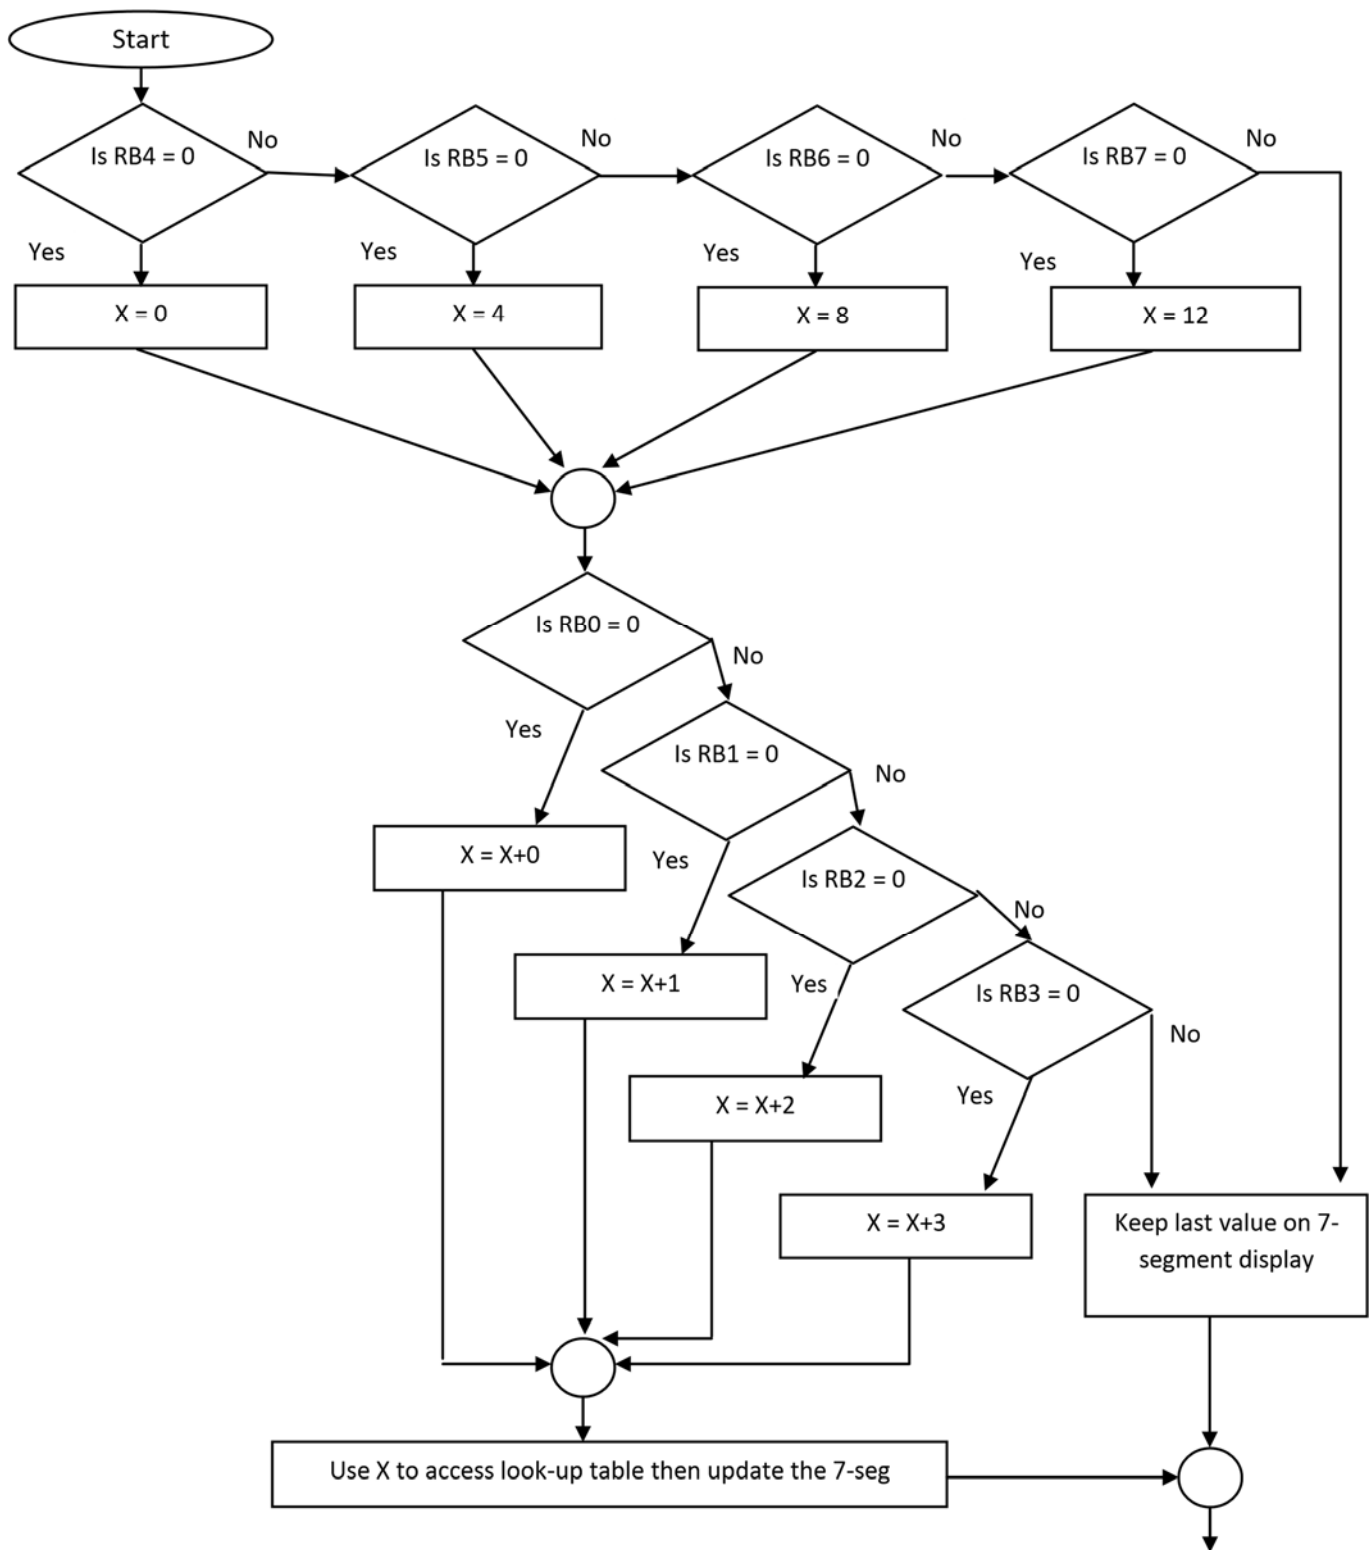 Start
Is RB4 = 0
No
Is RB5 = 0
No
Is RB6 = 0
No
Is RB7 = 0
No
Yes
Yes
Yes
Yes
X = 0
X = 4
X = 8
X = 12
Is RB0 = 0
No
Yes
Is RB1 = 0
No
X = X+0
Yes
Is RB2 = 0
No
X = X+1
Yes
Is RB3 = 0
No
X = X+2
Yes
X = X+3
Keep last value on 7-
segment display
Use X to access look-up table then update the 7-seg